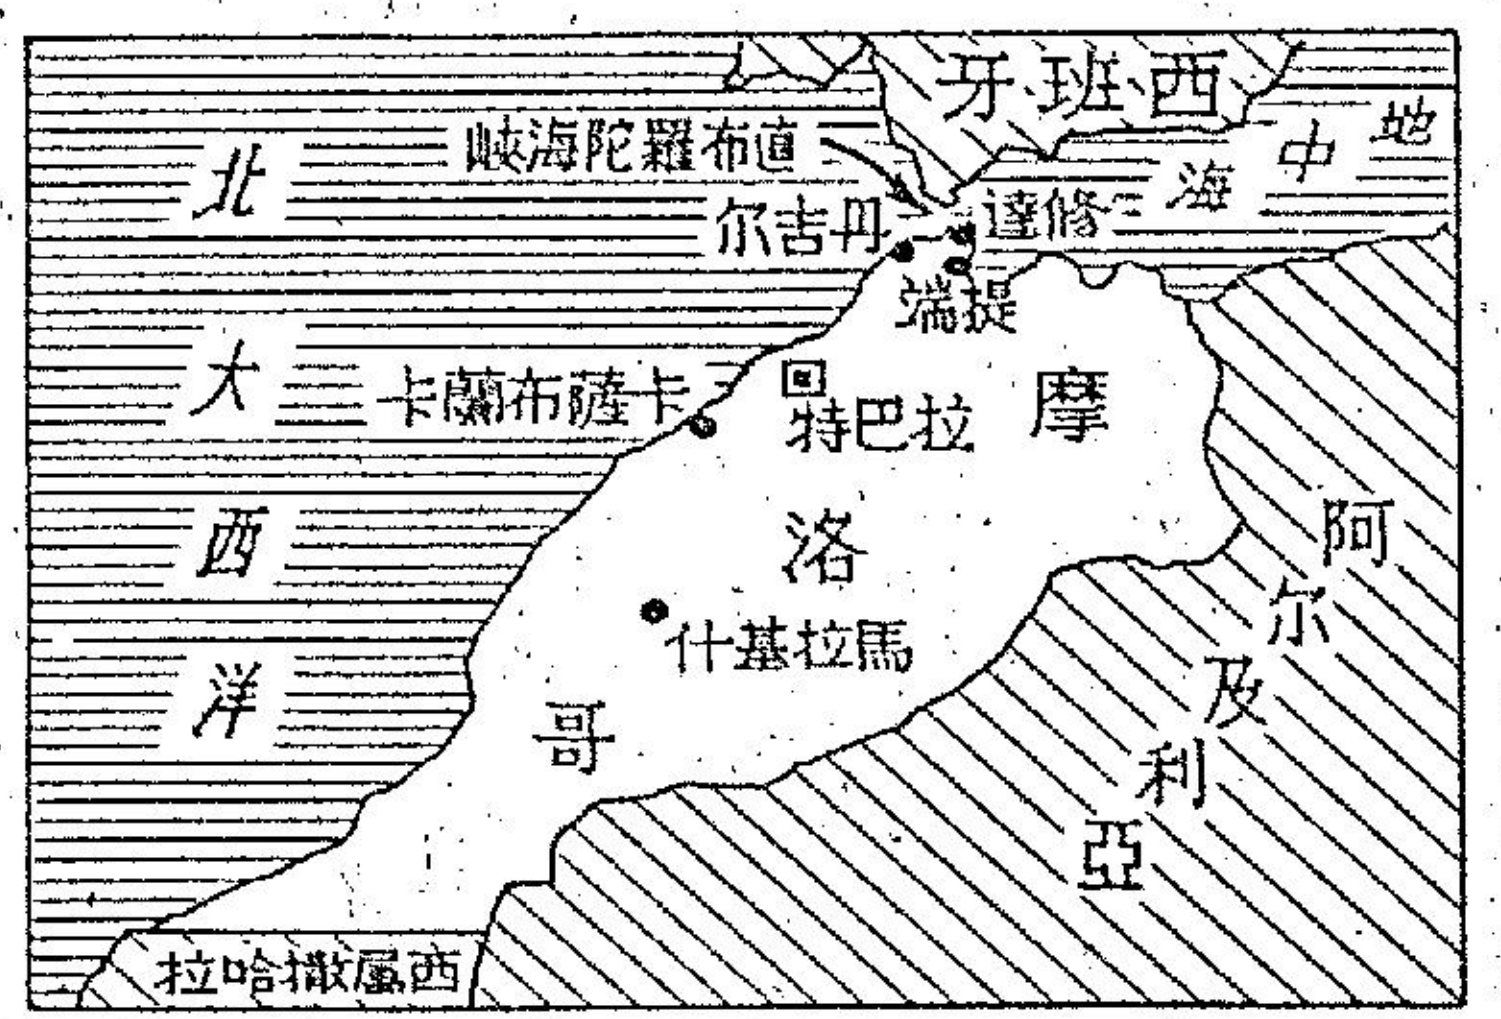 西班牙
地中海
直布羅陀海峽
修達
丹吉尔
提端
卡薩布蘭卡
拉巴特
摩洛哥
馬拉基什
北大西洋
阿尔及利亞
西属撒哈拉